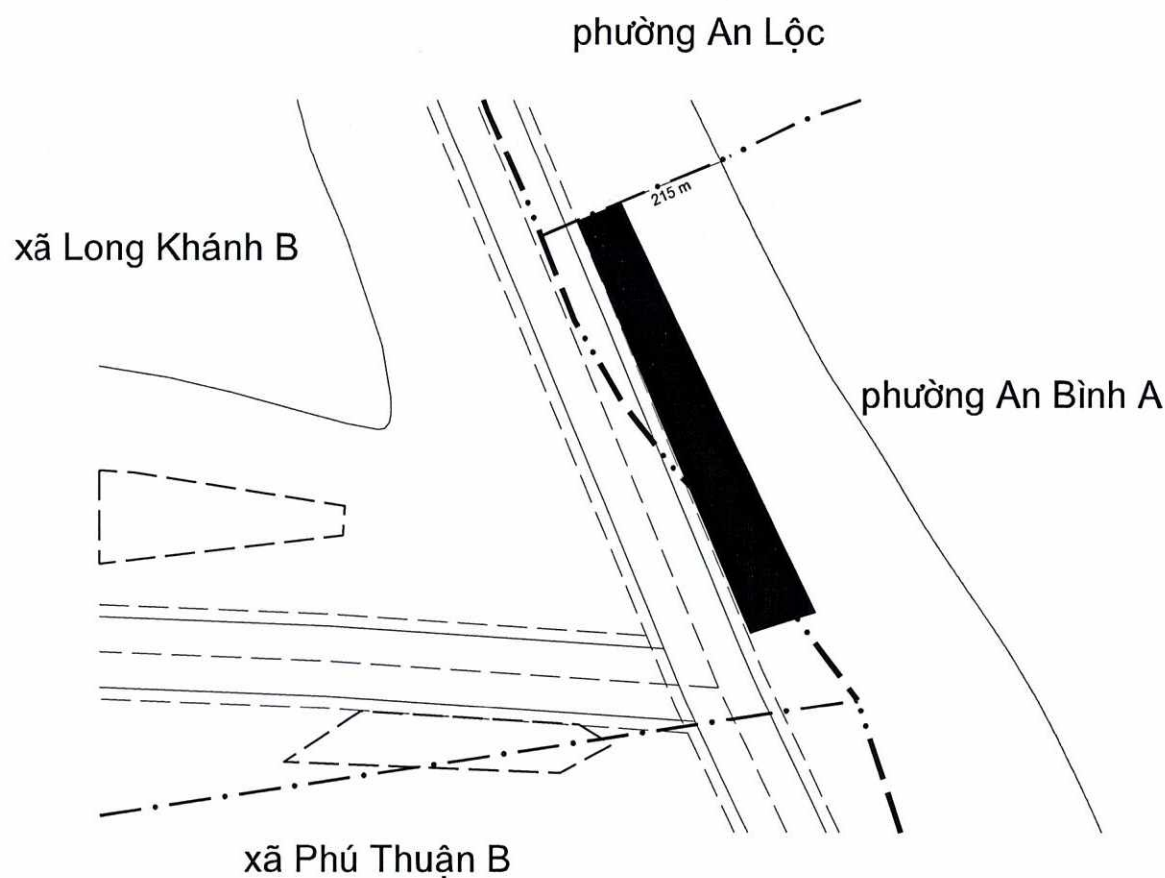 phường An Lộc
215 m
xã Long Khánh B
phường An Bình A
xã Phú Thuận B